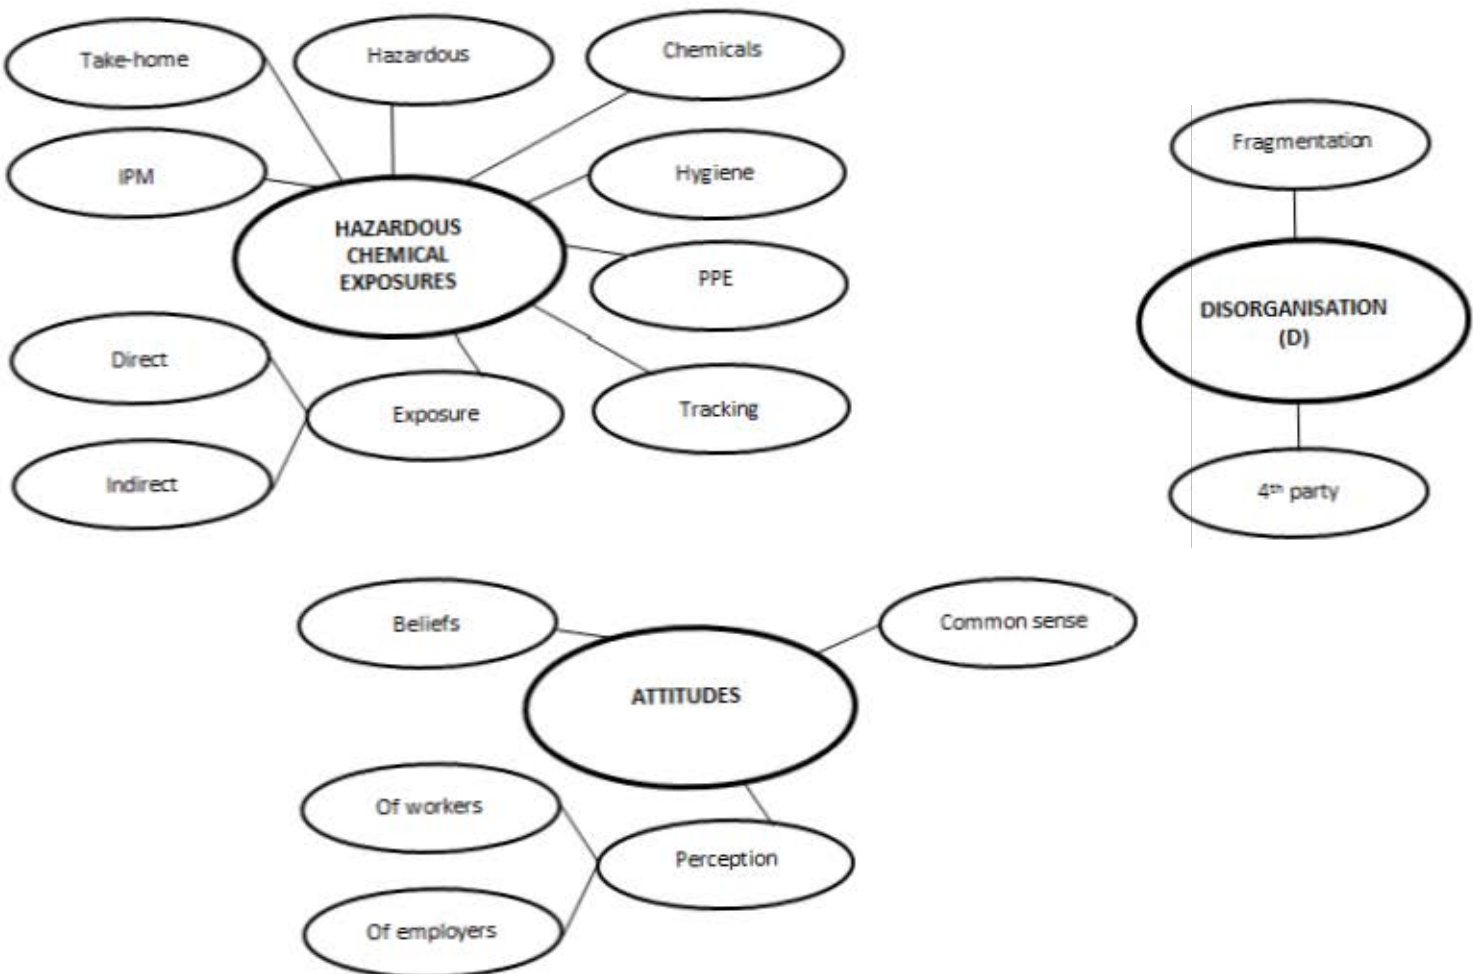 Take-home
Hazardous
Chemicals
IPM
Hygiene
HAZARDOUS
CHEMICAL
EXPOSURES
PPE
Direct
Exposure
Tracking
Indirect
Fragmentation
DISORGANISATION
(D)
4th party
Beliefs
Common sense
ATTITUDES
Of workers
Perception
Of employers